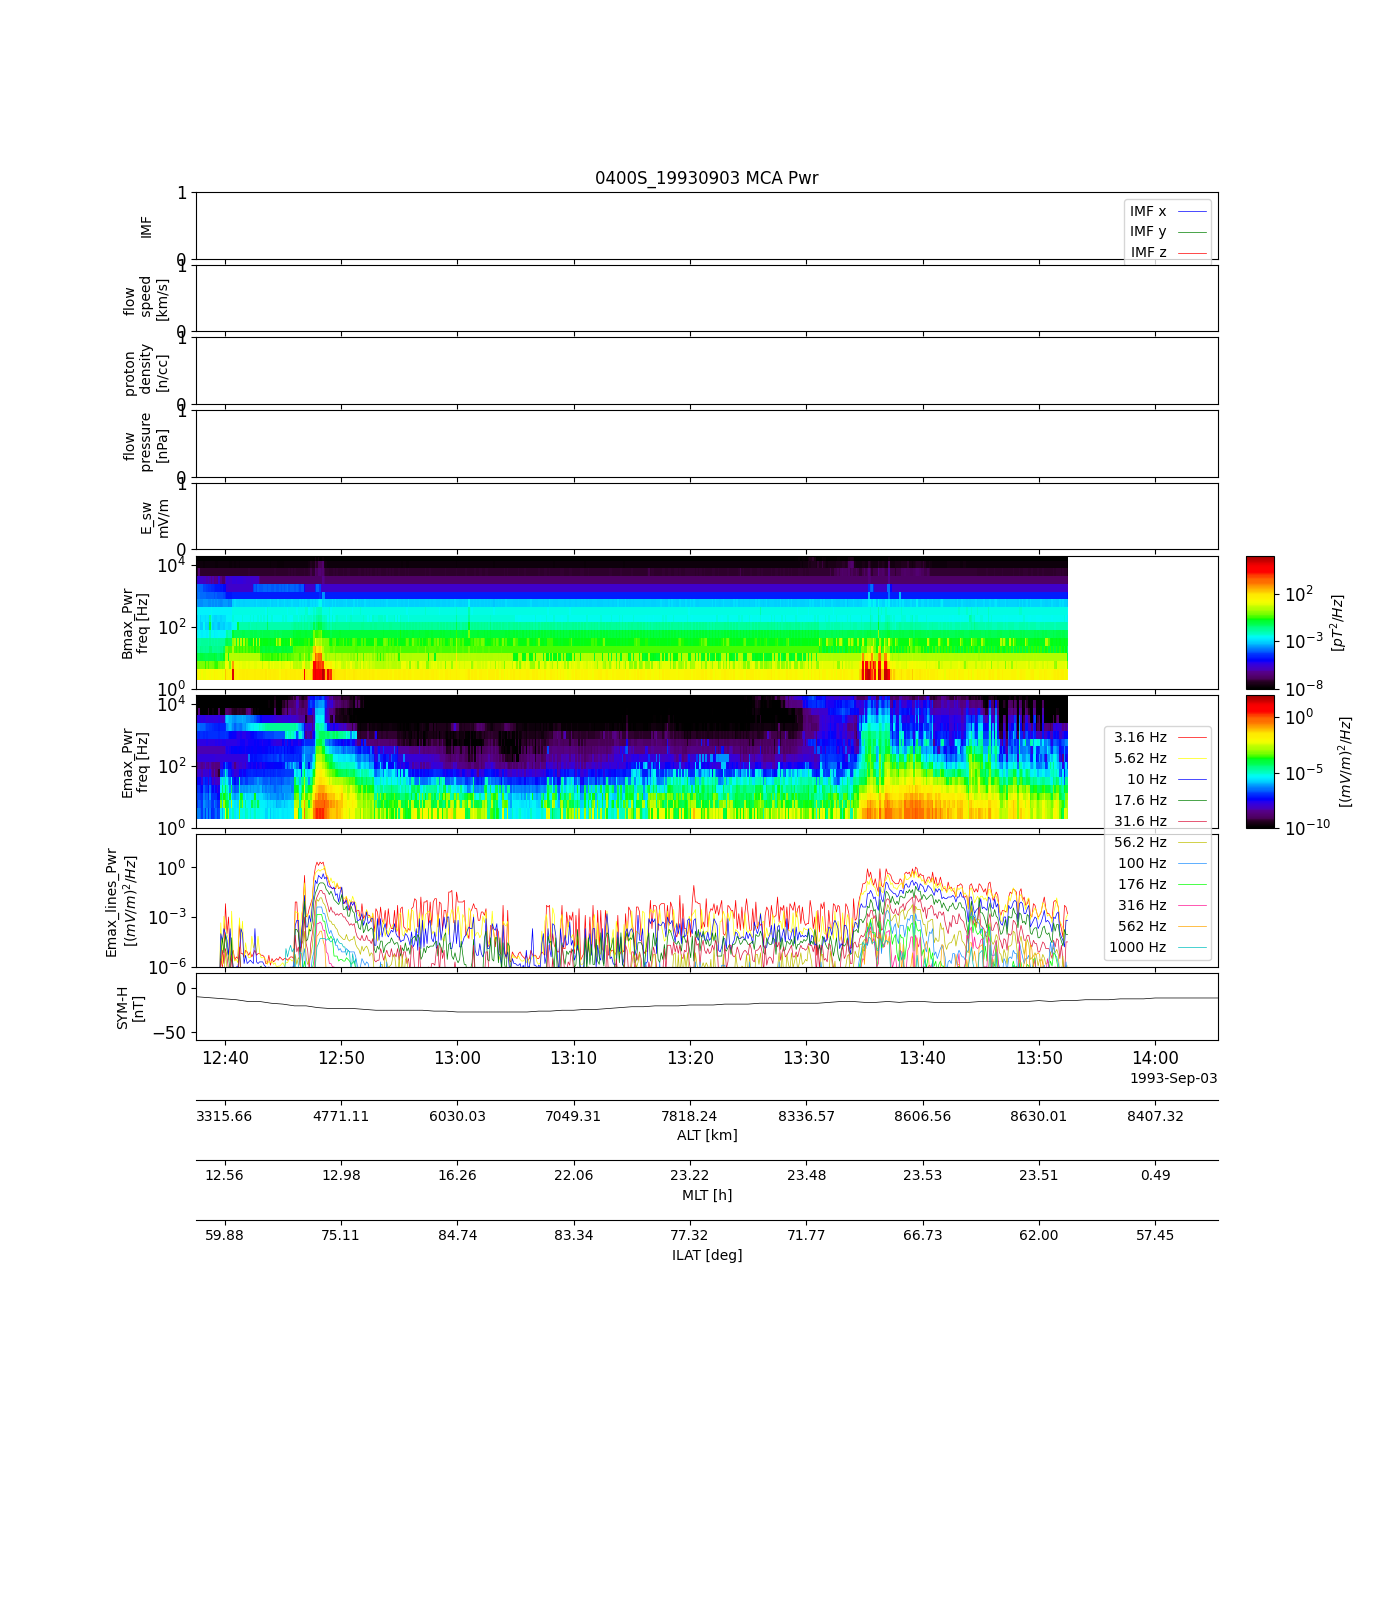 0400S_19930903 MCA Pwr
1
IMF
0
IMF x
IMF y
IMF z
1
flow
speed
[km/s]
0
1
proton
density
[n/cc]
0
1
flow
pressure
[nPa]
0
1
E_sw
mV/m
0
10^4
10^2
10^0
Bmax_Pwr
freq [Hz]
10^2
10^-3
10^-8
[pT^2/Hz]
10^4
10^2
10^0
Emax_Pwr
freq [Hz]
10^0
10^-5
10^-10
[(mV/m)^2/Hz]
3.16 Hz
5.62 Hz
10 Hz
17.6 Hz
31.6 Hz
56.2 Hz
100 Hz
176 Hz
316 Hz
562 Hz
1000 Hz
10^0
10^-3
10^-6
Emax_lines_Pwr
[(mV/m)^2/Hz]
0
−50
SYM-H
[nT]
12:40 12:50 13:00 13:10 13:20 13:30 13:40 13:50 14:00
1993-Sep-03
3315.66 4771.11 6030.03 7049.31 7818.24 8336.57 8606.56 8630.01 8407.32
ALT [km]
12.56 12.98 16.26 22.06 23.22 23.48 23.53 23.51 0.49
MLT [h]
59.88 75.11 84.74 83.34 77.32 71.77 66.73 62.00 57.45
ILAT [deg]